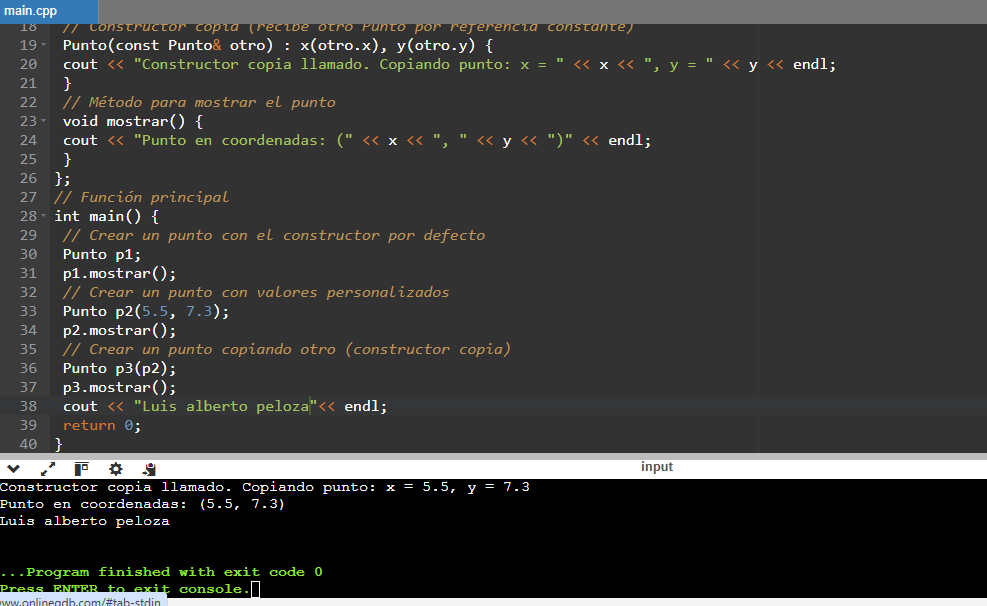 main.cpp
18 // Constructor copia (recibe otro Punto por referencia constante)
19 Punto(const Punto& otro) : x(otro.x), y(otro.y) {
20 cout << "Constructor copia llamado. Copiando punto: x = " << x << ", y = " << y << endl;
21 }
22 // Método para mostrar el punto
23 void mostrar() {
24 cout << "Punto en coordenadas: (" << x << ", " << y << ")" << endl;
25 }
26 };
27 // Función principal
28 int main() {
29 // Crear un punto con el constructor por defecto
30 Punto p1;
31 p1.mostrar();
32 // Crear un punto con valores personalizados
33 Punto p2(5.5, 7.3);
34 p2.mostrar();
35 // Crear un punto copiando otro (constructor copia)
36 Punto p3(p2);
37 p3.mostrar();
38 cout << "Luis alberto peloza"<< endl;
39 return 0;
40 }
input
Constructor copia llamado. Copiando punto: x = 5.5, y = 7.3
Punto en coordenadas: (5.5, 7.3)
Luis alberto peloza
...Program finished with exit code 0
Press ENTER to exit console.
www.onlinegdb.com/#tab-stdin